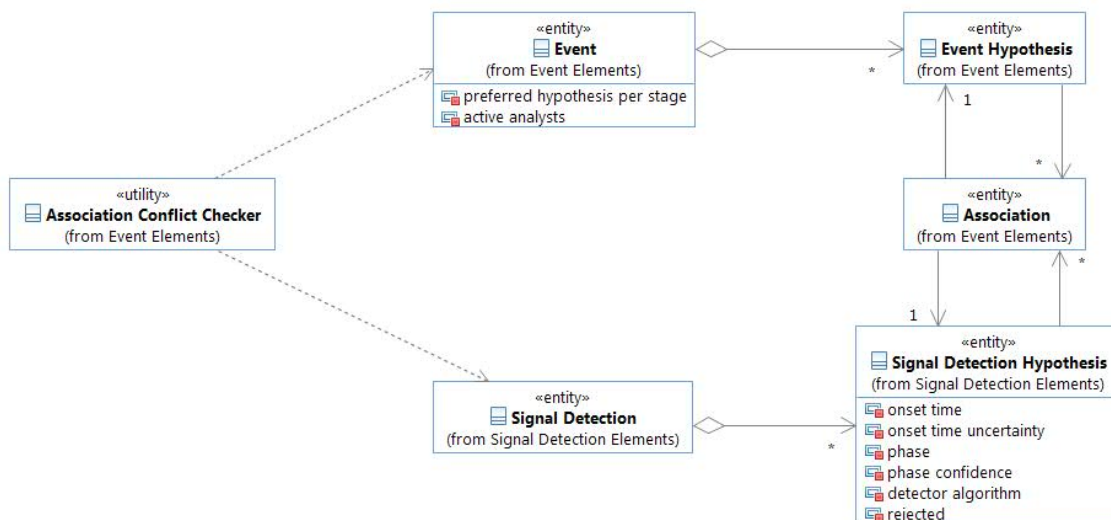 «entity»
Event
(from Event Elements)
preferred hypothesis per stage
active analysts
*
«entity»
Event Hypothesis
(from Event Elements)
1
*
«utility»
Association Conflict Checker
(from Event Elements)
«entity»
Association
(from Event Elements)
1
*
«entity»
Signal Detection
(from Signal Detection Elements)
*
«entity»
Signal Detection Hypothesis
(from Signal Detection Elements)
onset time
onset time uncertainty
phase
phase confidence
detector algorithm
rejected